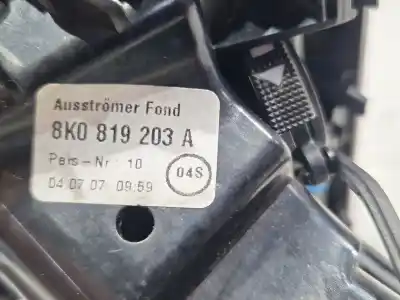 Ausströmer Fond
8K0 819 203 A
Pers-Nr 10
04S
04.07.07 09:59